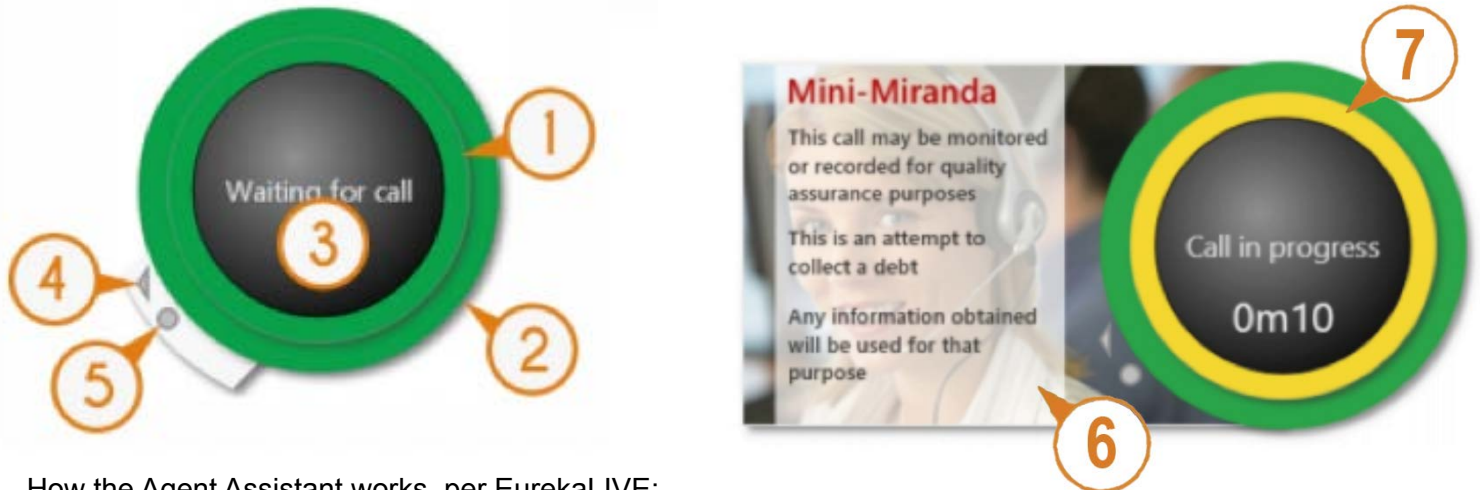 1
Waiting for call
3
4
2
5
7
Mini-Miranda
This call may be monitored
or recorded for quality
assurance purposes
This is an attempt to
collect a debt
Any information obtained
will be used for that
purpose
Call in progress
0m10
6
How the Agent Assistant works, per EurekaLIVE: